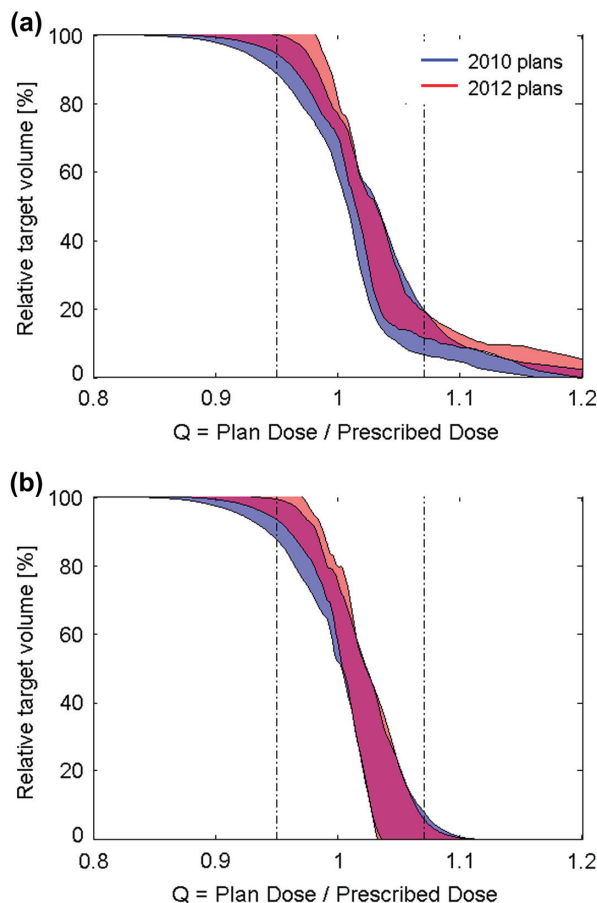 (a)
100
80
60
40
20
0
Relative target volume [%]
2010 plans
2012 plans
0.8 0.9 1 1.1 1.2
Q = Plan Dose / Prescribed Dose
(b)
100
80
60
40
20
0
Relative target volume [%]
0.8 0.9 1 1.1 1.2
Q = Plan Dose / Prescribed Dose